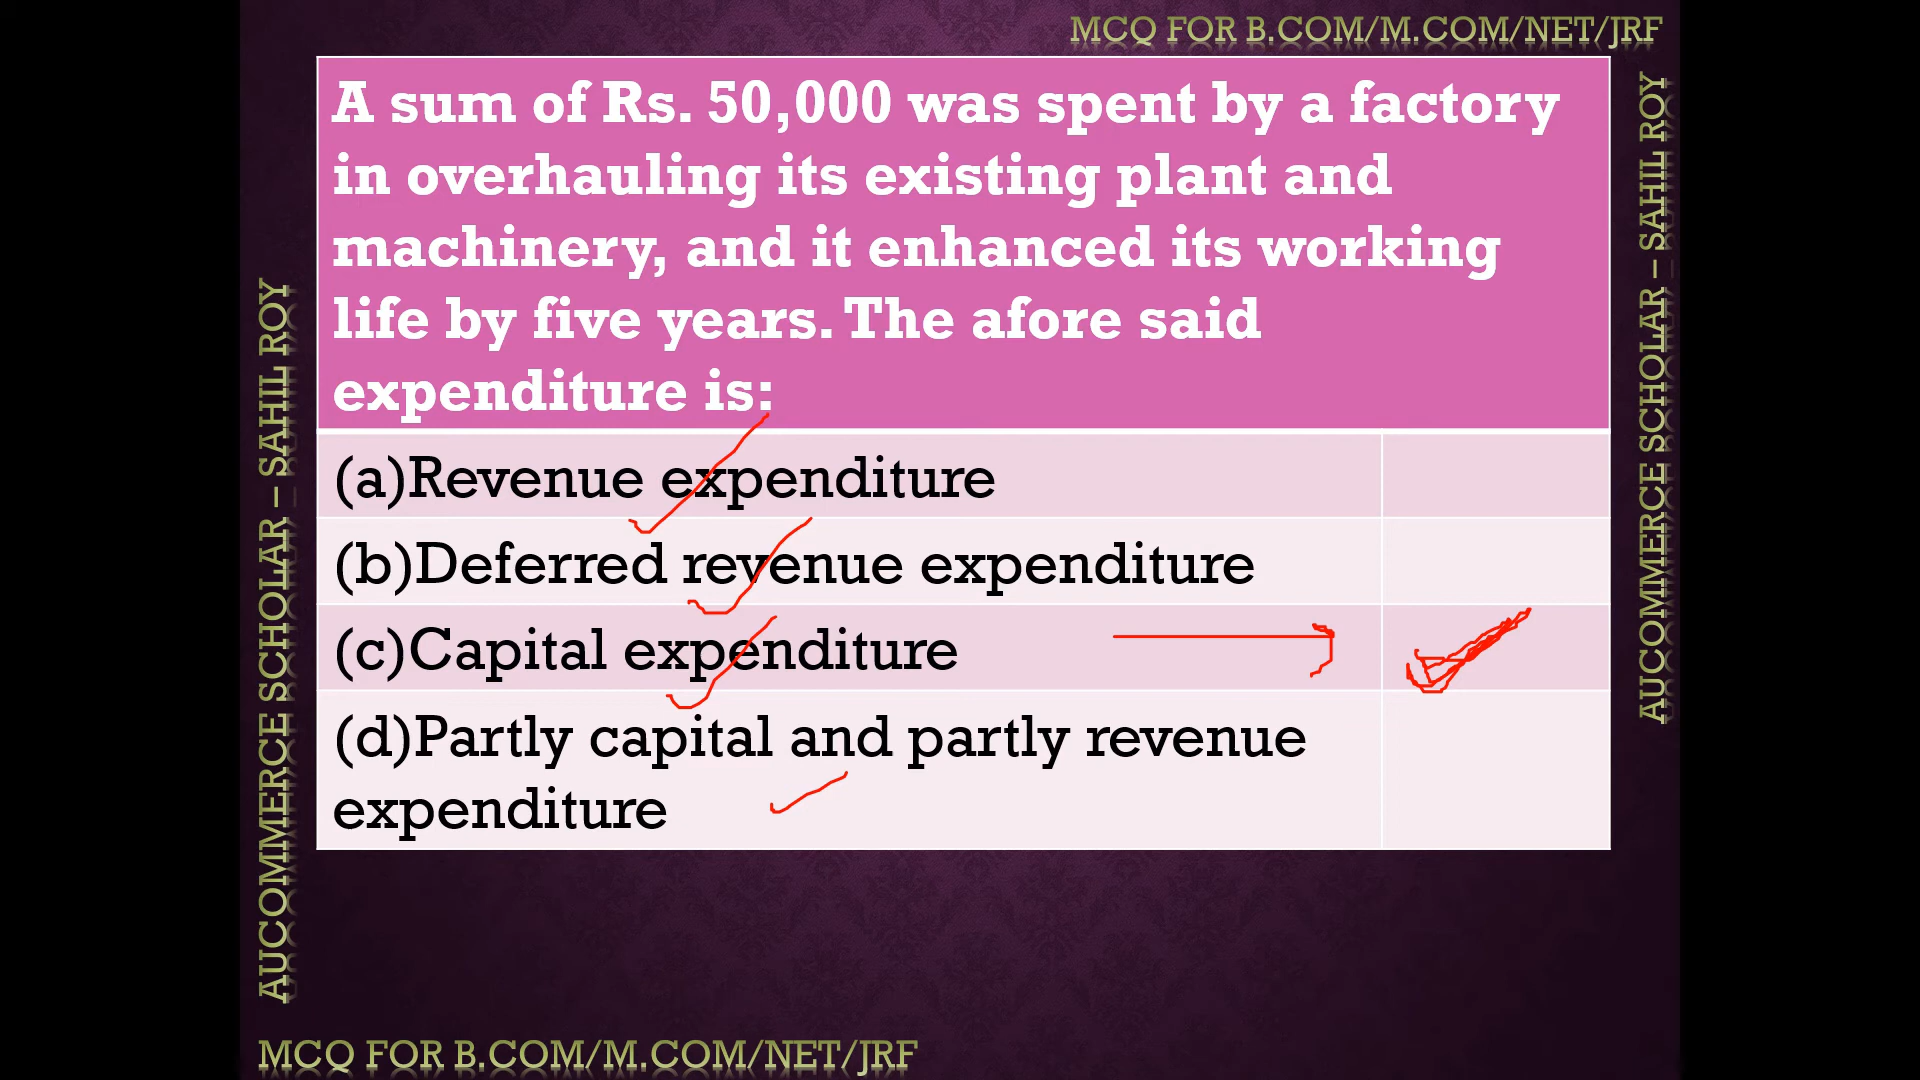 MCQ FOR B.COM/M.COM/NET/JRF
A sum of Rs. 50,000 was spent by a factory
in overhauling its existing plant and
machinery, and it enhanced its working
life by five years. The afore said
expenditure is:
(a)Revenue expenditure
(b)Deferred revenue expenditure
(c)Capital expenditure
(d)Partly capital and partly revenue
expenditure
AUCOMMERCE SCHOLAR – SAHIL ROY
AUCOMMERCE SCHOLAR – SAHIL ROY
MCQ FOR B.COM/M.COM/NET/JRF